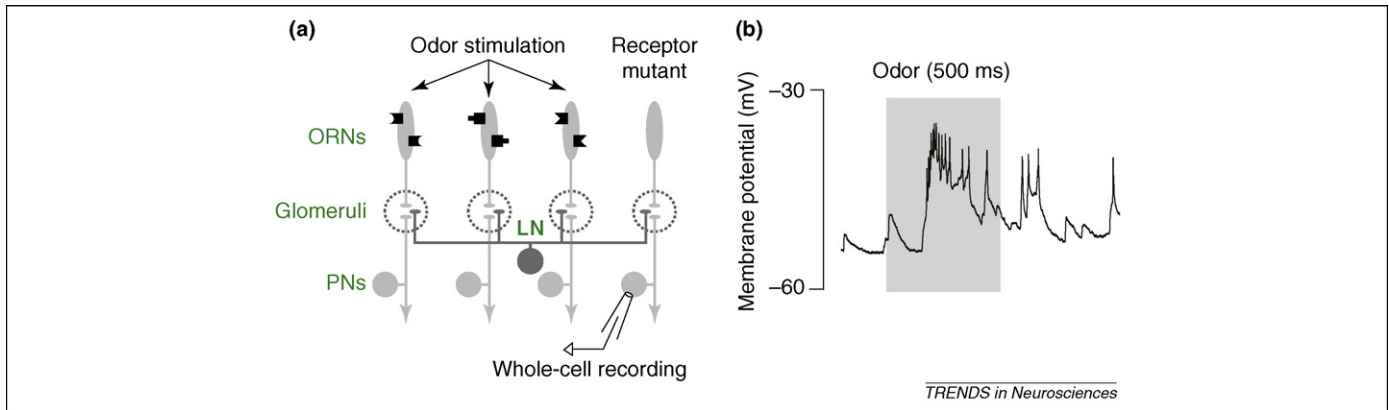 (a)
Odor stimulation
Receptor
mutant
ORNs
Glomeruli
LN
PNs
Whole-cell recording
(b)
Odor (500 ms)
Membrane potential (mV)
–30
–60
TRENDS in Neurosciences